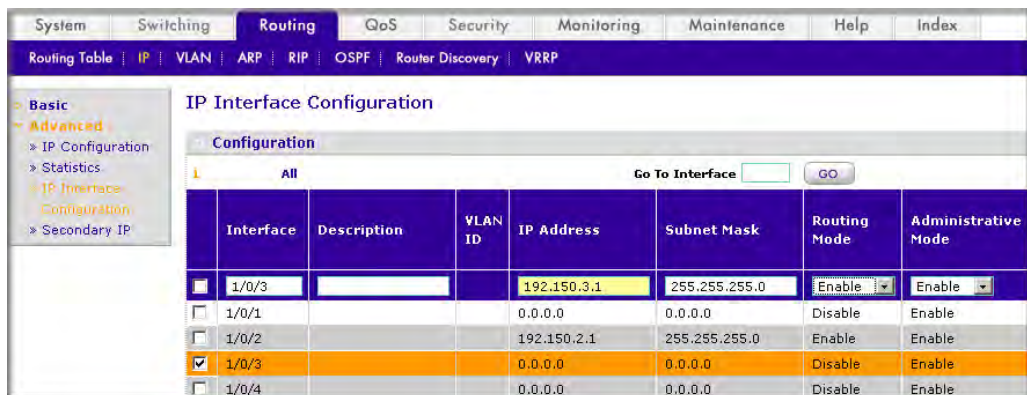 System Switching Routing QoS Security Monitoring Maintenance Help Index
Routing Table | IP | VLAN | ARP | RIP | OSPF | Router Discovery | VRRP
Basic
Advanced
» IP Configuration
» Statistics
IP Interface
Configuration
» Secondary IP
IP Interface Configuration
Configuration
1 All Go To Interface GO
Interface Description VLAN ID IP Address Subnet Mask Routing Mode Administrative Mode
1/0/3 192.150.3.1 255.255.255.0 Enable Enable
1/0/1 0.0.0.0 0.0.0.0 Disable Enable
1/0/2 192.150.2.1 255.255.255.0 Enable Enable
1/0/3 0.0.0.0 0.0.0.0 Disable Enable
1/0/4 0.0.0.0 0.0.0.0 Disable Enable